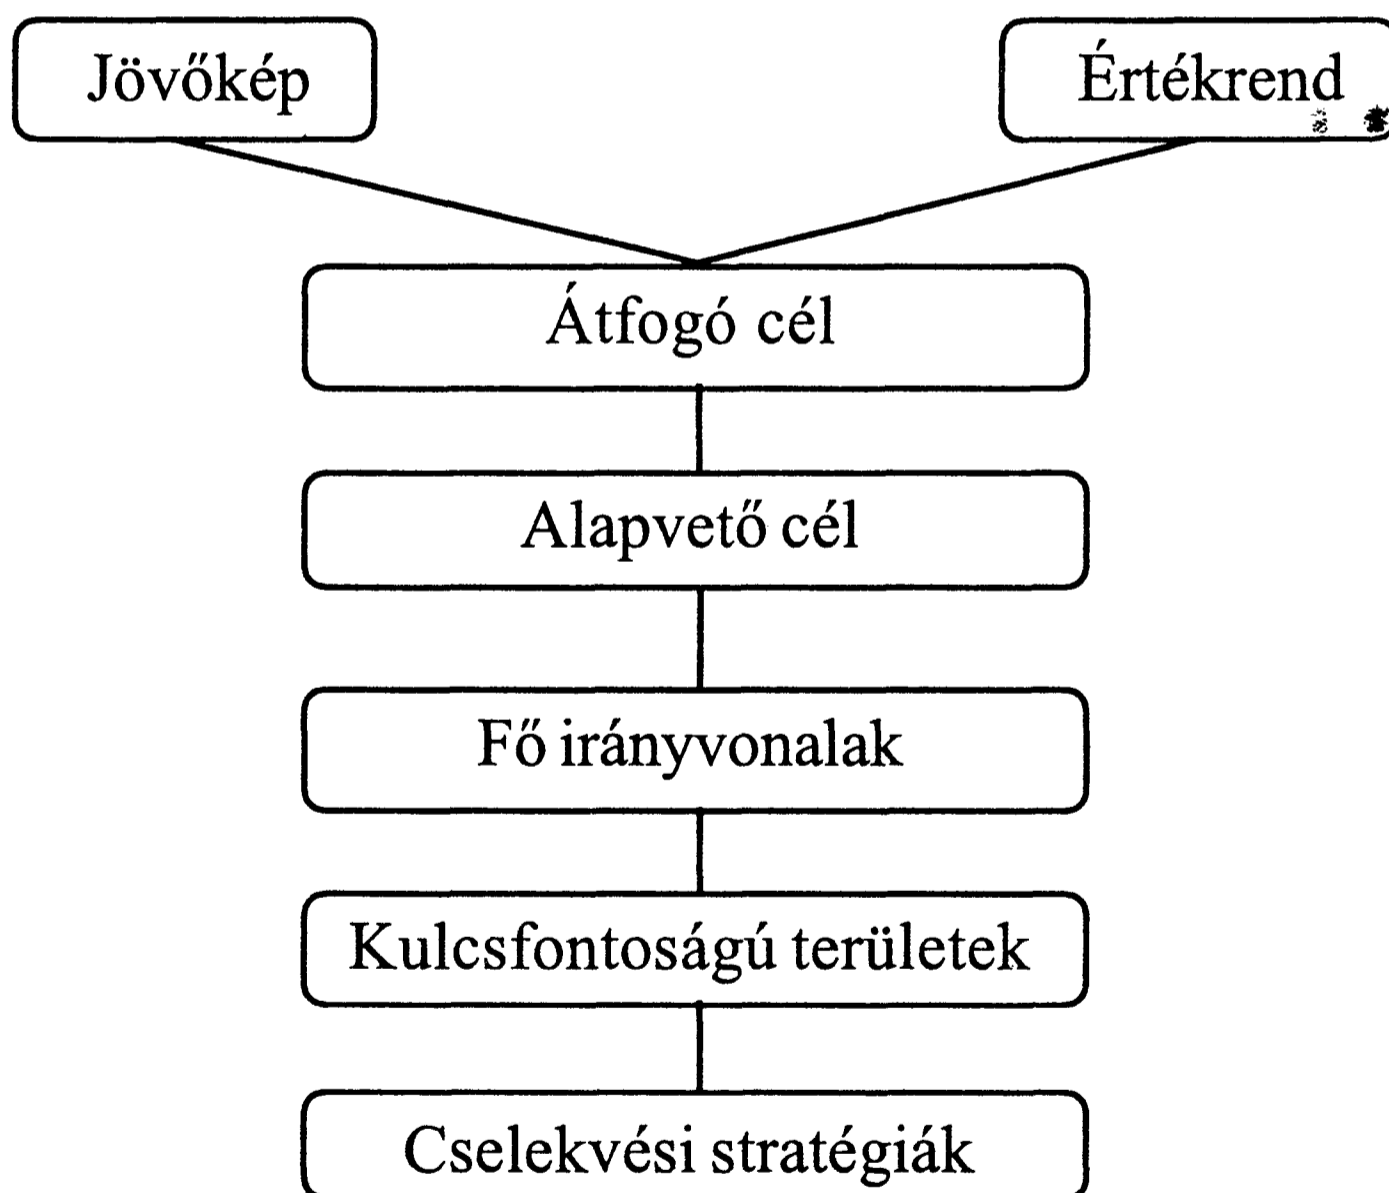 Jövőkép
Értékrend
Átfogó cél
Alapvető cél
Fő irányvonalak
Kulcsfontoságú területek
Cselekvési stratégiák